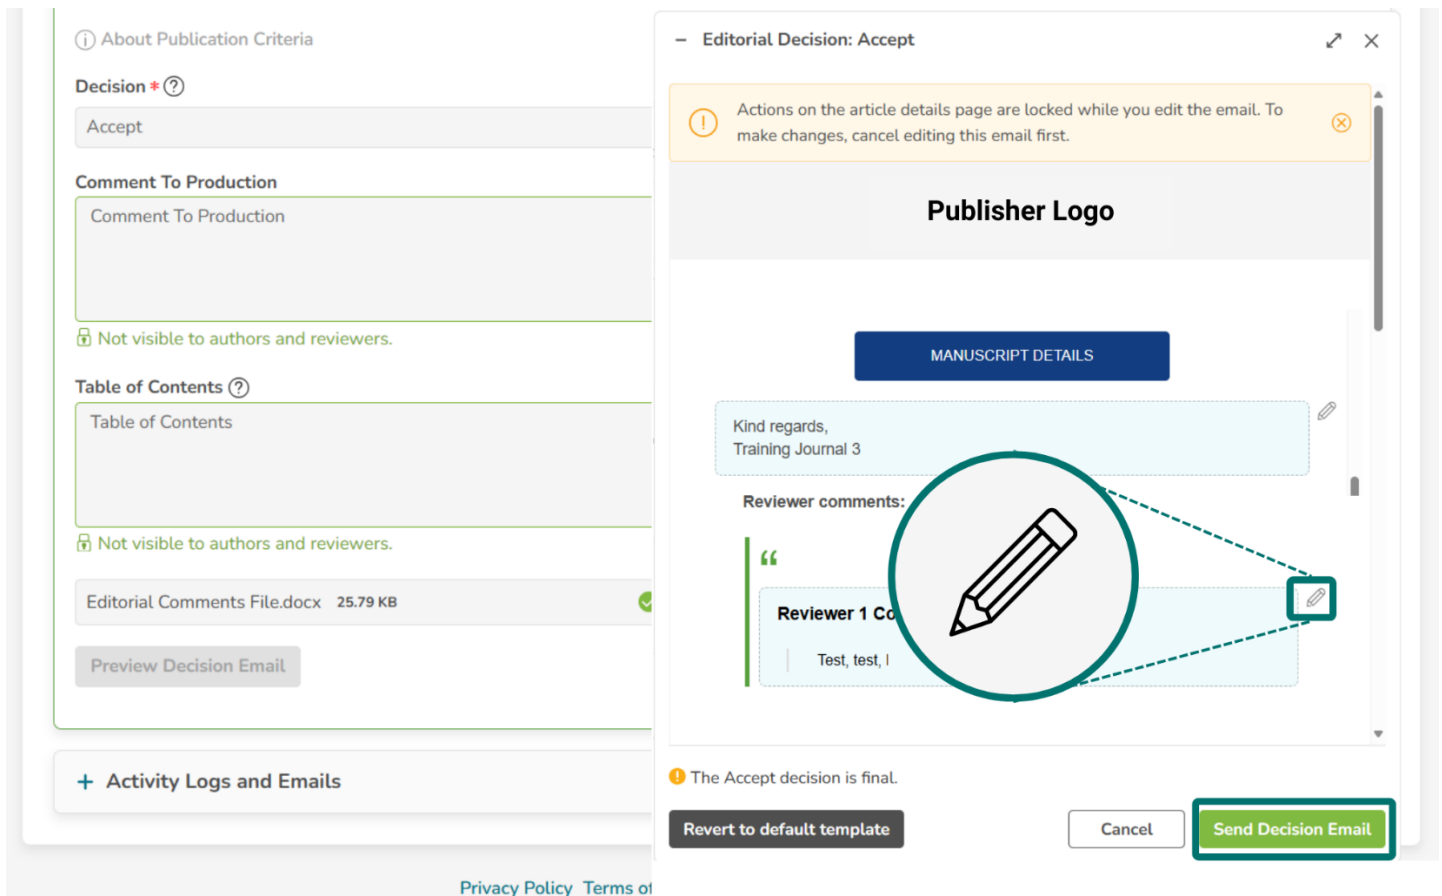 About Publication Criteria
Decision *
Accept
Comment To Production
Comment To Production
Not visible to authors and reviewers.
Table of Contents
Table of Contents
Not visible to authors and reviewers.
Editorial Comments File.docx 25.79 KB
Preview Decision Email
+ Activity Logs and Emails
Privacy Policy Terms of
Editorial Decision: Accept
Actions on the article details page are locked while you edit the email. To
make changes, cancel editing this email first.
Publisher Logo
MANUSCRIPT DETAILS
Kind regards,
Training Journal 3
Reviewer comments:
“
Reviewer 1 Co
Test, test,
The Accept decision is final.
Revert to default template
Cancel
Send Decision Email